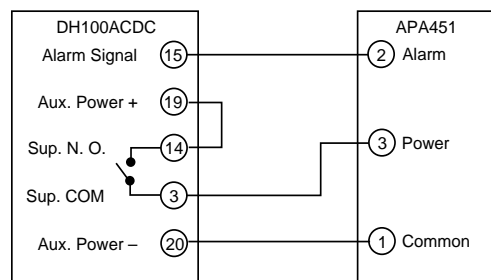 DH100ACDC
Alarm Signal 15
Aux. Power + 19
Sup. N. O. 14
Sup. COM 3
Aux. Power – 20
APA451
2 Alarm
3 Power
1 Common